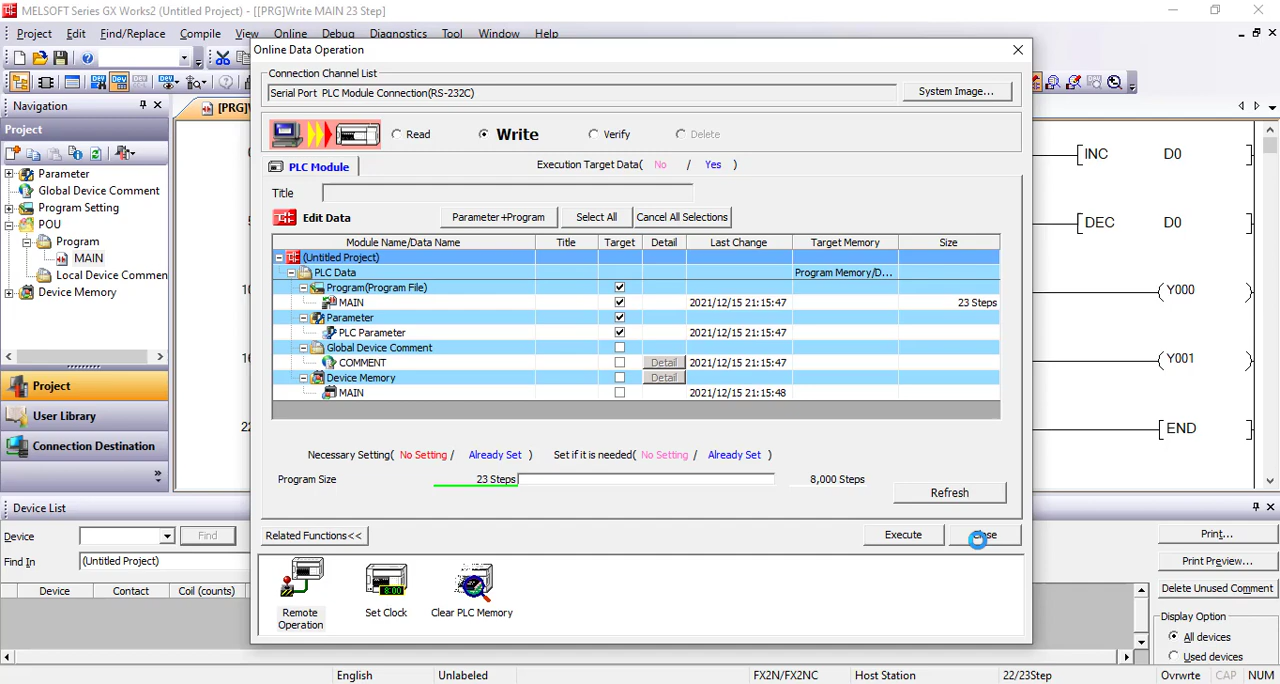 MELSOFT Series GX Works2 (Untitled Project) - [[PRG]Write MAIN 23 Step]
Project Edit Find/Replace Compile View Online Debug Diagnostics Tool Window Help
Online Data Operation
Connection Channel List
Serial Port PLC Module Connection(RS-232C)
System Image...
Read Write Verify Delete
PLC Module
Execution Target Data( No / Yes )
Title
Edit Data
Parameter+Program Select All Cancel All Selections
Module Name/Data Name Title Target Detail Last Change Target Memory Size
(Untitled Project)
PLC Data Program Memory/D...
Program(Program File)
MAIN 2021/12/15 21:15:47 23 Steps
Parameter
PLC Parameter 2021/12/15 21:15:47
Global Device Comment
COMMENT Detail 2021/12/15 21:15:47
Device Memory Detail
MAIN 2021/12/15 21:15:48
Necessary Setting( No Setting / Already Set ) Set if it is needed( No Setting / Already Set )
Program Size 23 Steps 8,000 Steps
Refresh
Related Functions<<
Execute
Remote
Operation
Set Clock
Clear PLC Memory
Navigation
Project
Parameter
Global Device Comment
Program Setting
POU
Program
MAIN
Local Device Commen
Device Memory
Project
User Library
Connection Destination
[PRG]
INC D0
DEC D0
Y000
Y001
END
Device List
Device Find
Find In (Untitled Project)
Device Contact Coil (counts)
Print...
Print Preview...
Delete Unused Comment
Display Option
All devices
Used devices
English Unlabeled FX2N/FX2NC Host Station 22/23Step Ovrwrte CAP NUM